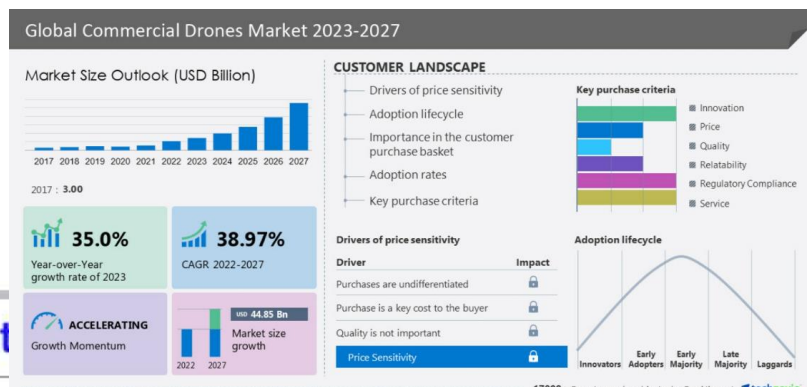 Global Commercial Drones Market 2023-2027
Market Size Outlook (USD Billion)
2017 2018 2019 2020 2021 2022 2023 2024 2025 2026 2027
2017 : 3.00
35.0%
Year-over-Year
growth rate of 2023
38.97%
CAGR 2022-2027
ACCELERATING
Growth Momentum
USD 44.85 Bn
Market size
growth
2022 2027
CUSTOMER LANDSCAPE
Drivers of price sensitivity
Adoption lifecycle
Importance in the customer
purchase basket
Adoption rates
Key purchase criteria
Key purchase criteria
Innovation
Price
Quality
Relatability
Regulatory Compliance
Service
Drivers of price sensitivity
Driver Impact
Purchases are undifferentiated
Purchase is a key cost to the buyer
Quality is not important
Price Sensitivity
Adoption lifecycle
Innovators Early Adopters Early Majority Late Majority Laggards